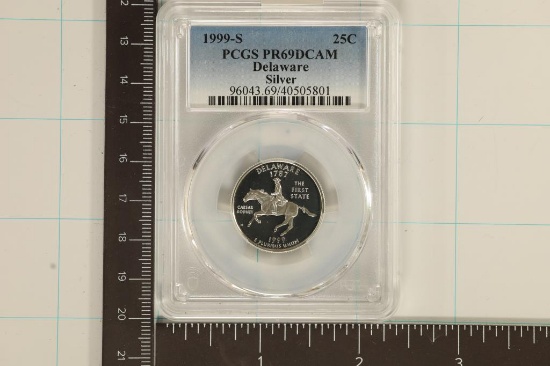 1999-S 25C
PCGS PR69DCAM
Delaware
Silver
96043.69/40505801
DELAWARE
1787
THE
FIRST
STATE
CAESAR
RODNEY
1999
E PLURIBUS UNUM
12
13
14
15
16
17
18
19
20
21
1 2 3